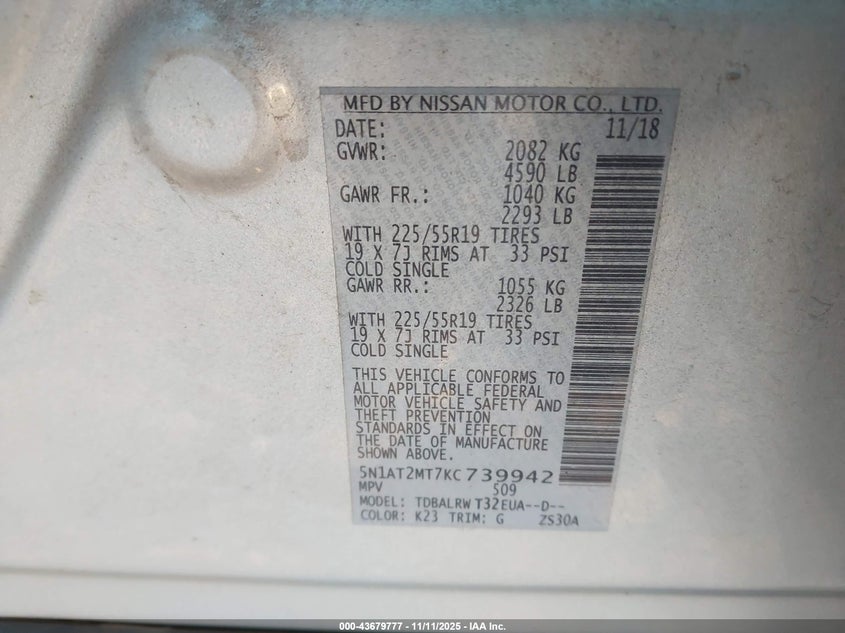 MFD BY NISSAN MOTOR CO., LTD.
DATE: 11/18
GVWR: 2082 KG
4590 LB
GAWR FR.: 1040 KG
2293 LB
WITH 225/55R19 TIRES
19 X 7J RIMS AT 33 PSI
COLD SINGLE
GAWR RR.: 1055 KG
2326 LB
WITH 225/55R19 TIRES
19 X 7J RIMS AT 33 PSI
COLD SINGLE
THIS VEHICLE CONFORMS TO
ALL APPLICABLE FEDERAL
MOTOR VEHICLE SAFETY AND
THEFT PREVENTION
STANDARDS IN EFFECT ON
THE DATE OF MANUFACTURE
SHOWN ABOVE.
5N1AT2MT7KC739942
MPV 509
MODEL: TDBALRW T32EUA--D--
COLOR: K23 TRIM: G ZS30A
000-43679777 - 11/11/2025 - IAA Inc.